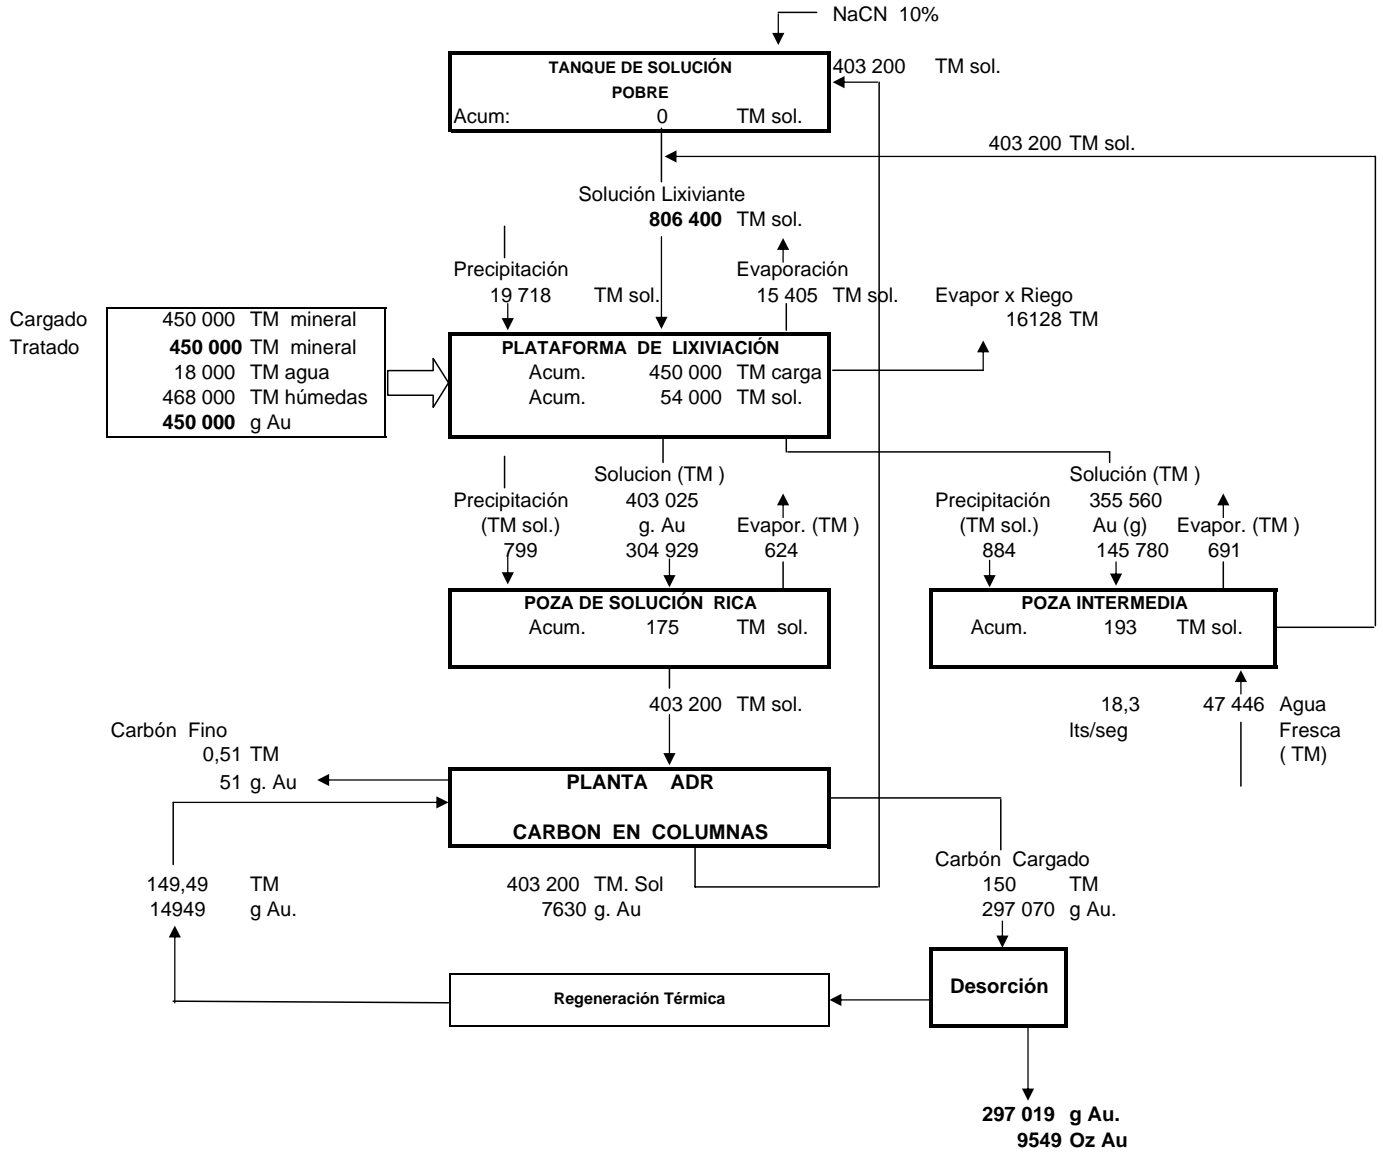 NaCN 10%
TANQUE DE SOLUCIÓN
POBRE
Acum: 0 TM sol.
403 200 TM sol.
403 200 TM sol.
Solución Lixiviante
806 400 TM sol.
Precipitación
19 718 TM sol.
Evaporación
15 405 TM sol.
Evapor x Riego
16128 TM
Cargado 450 000 TM mineral
Tratado 450 000 TM mineral
18 000 TM agua
468 000 TM húmedas
450 000 g Au
PLATAFORMA DE LIXIVIACIÓN
Acum. 450 000 TM carga
Acum. 54 000 TM sol.
Precipitación
(TM sol.)
799
Solucion (TM )
403 025
g. Au
304 929
Evapor. (TM )
624
Precipitación
(TM sol.)
884
Solución (TM )
355 560
Au (g)
145 780
Evapor. (TM )
691
POZA DE SOLUCIÓN RICA
Acum. 175 TM sol.
POZA INTERMEDIA
Acum. 193 TM sol.
403 200 TM sol.
18,3
lts/seg
47 446 Agua
Fresca
( TM)
Carbón Fino
0,51 TM
51 g. Au
PLANTA ADR
CARBON EN COLUMNAS
149,49 TM
14949 g Au.
403 200 TM. Sol
7630 g. Au
Carbón Cargado
150 TM
297 070 g Au.
Regeneración Térmica
Desorción
297 019 g Au.
9549 Oz Au